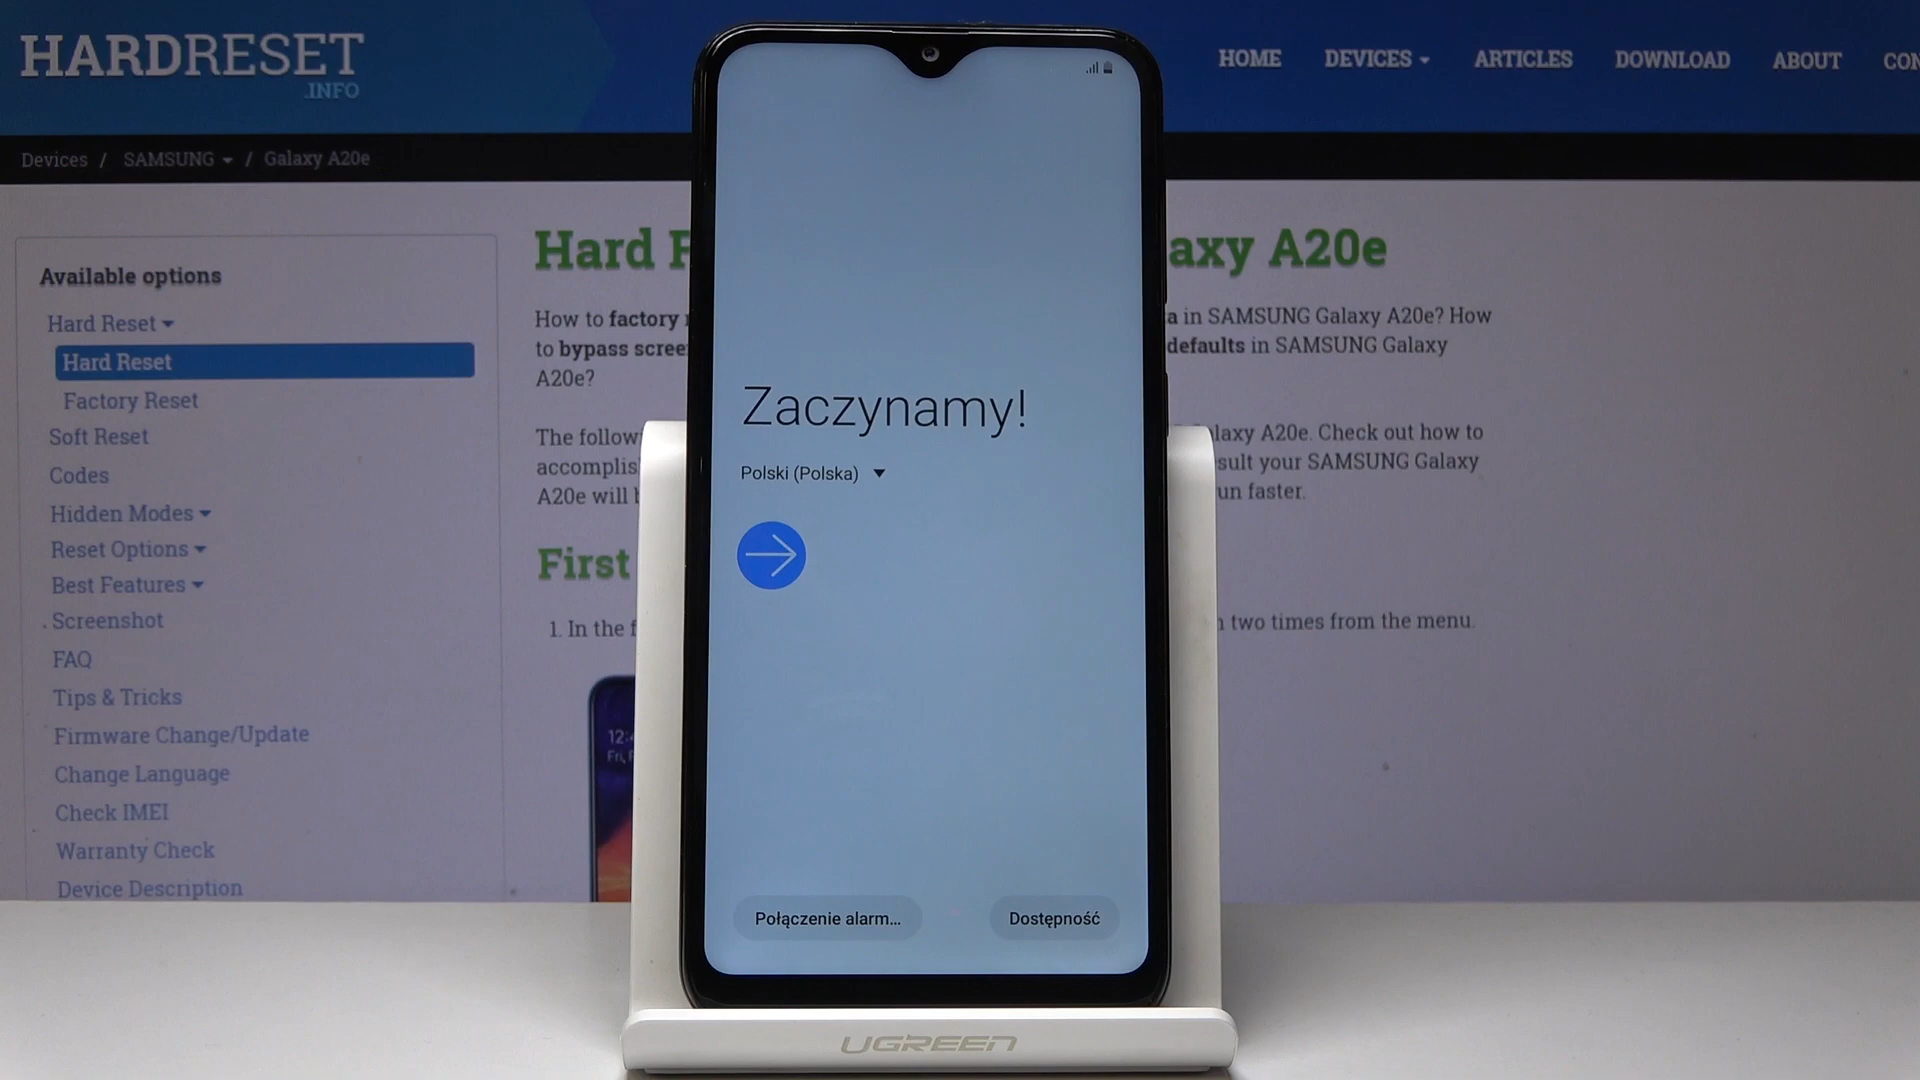 HARDRESET
.INFO
HOME DEVICES ARTICLES DOWNLOAD ABOUT CON
Devices / SAMSUNG / Galaxy A20e
Available options
Hard Reset
Hard Reset
Factory Reset
Soft Reset
Codes
Hidden Modes
Reset Options
Best Features
Screenshot
FAQ
Tips & Tricks
Firmware Change/Update
Change Language
Check IMEI
Warranty Check
Device Description
Hard axy A20e
How to factory a in SAMSUNG Galaxy A20e? How
to bypass scree defaults in SAMSUNG Galaxy
A20e?
The follow laxy A20e. Check out how to
accomplis sult your SAMSUNG Galaxy
A20e will un faster.
First
1. In the f n two times from the menu.
12:4
Fri, F
Zaczynamy!
Polski (Polska)
Połączenie alarm...
Dostępność
UGREEN